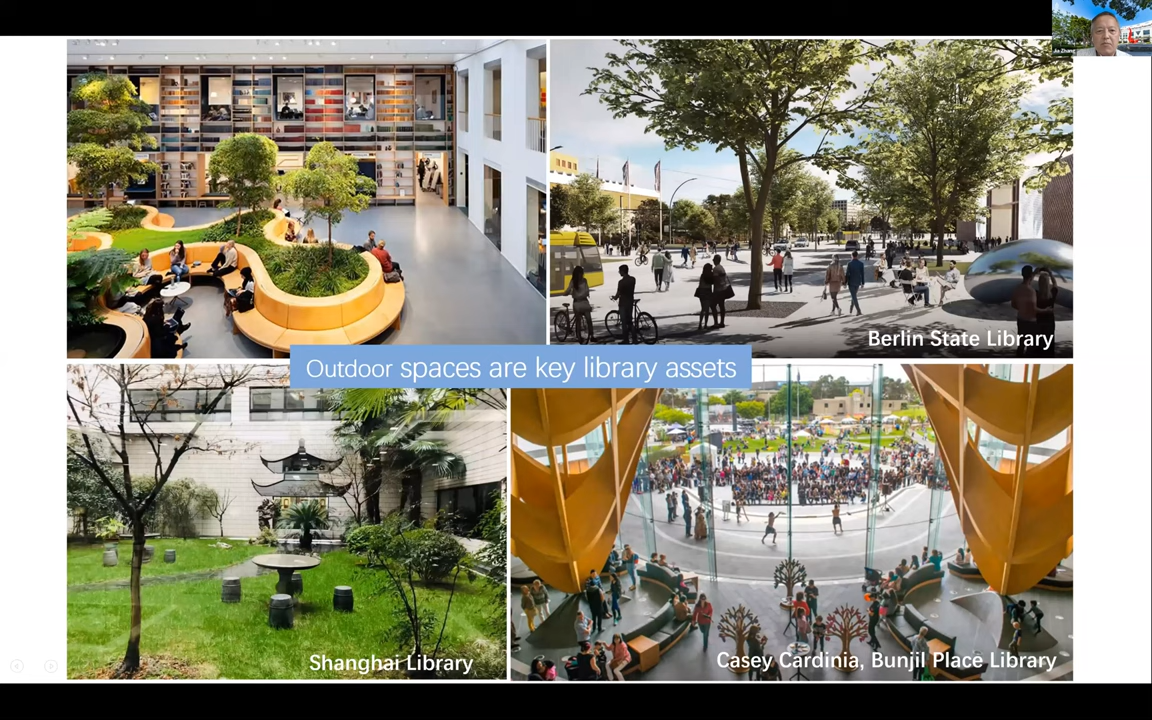 Berlin State Library
Outdoor spaces are key library assets
Shanghai Library
Casey Cardinia, Bunjil Place Library